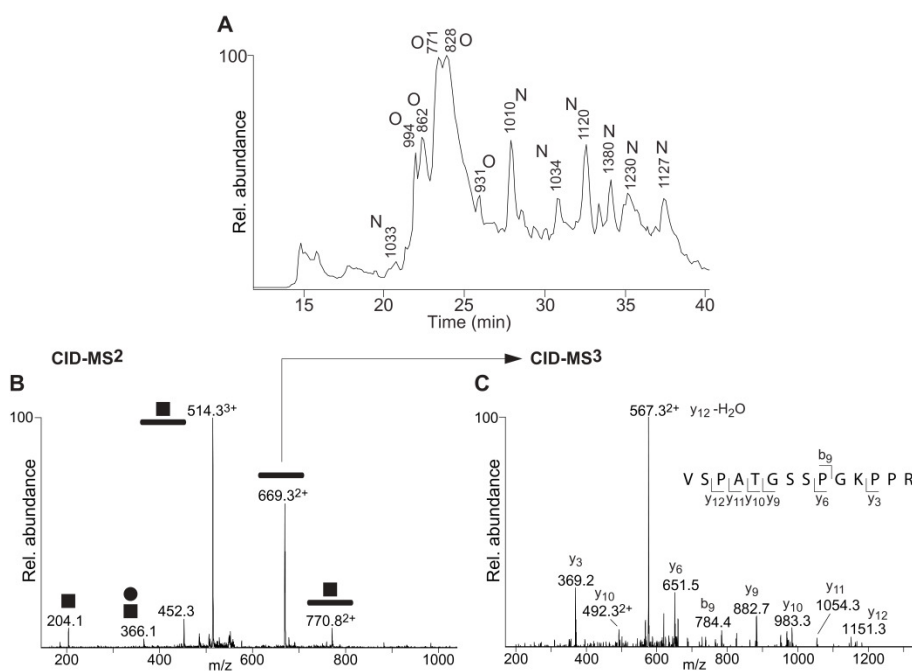 A
100
Rel. abundance
O O 994 862 O 771 828 O
N 1033
931 O
1010 N
N 1034
N 1120
1380 N
1230 N
1127 N
15 20 25 30 35 40
Time (min)
CID-MS2
CID-MS3
B
100
Rel. abundance
514.33+
669.32+
770.82+
204.1
366.1
452.3
200 400 600 800 1000
m/z
C
100
Rel. abundance
567.32+ y12 -H2O
b9
V S P A T G S S P G K P P R
y12 y11 y10 y9 y6 y3
y3
369.2
y10
492.32+
y6
651.5
b9
784.4
y9
882.7
y10
983.3
y11
1054.3
y12
1151.3
200 400 600 800 1000 1200
m/z